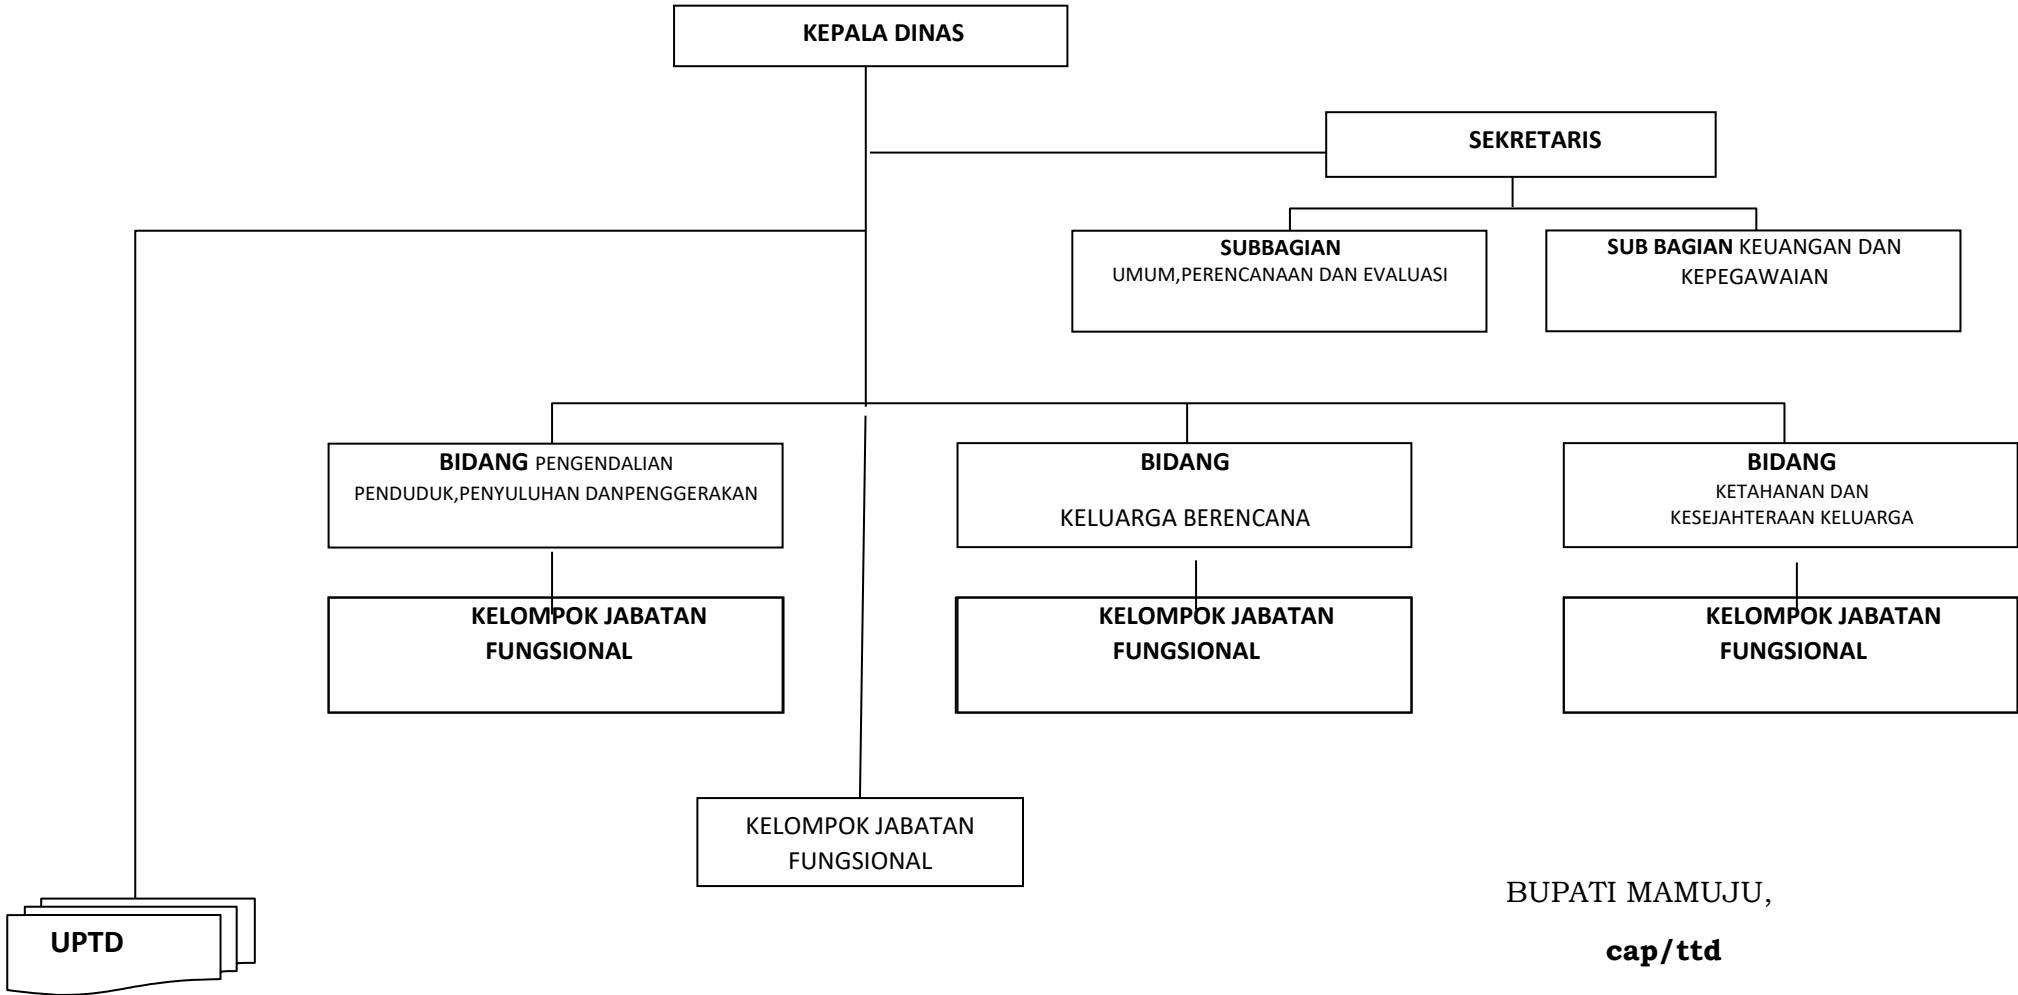 KEPALA DINAS
SEKRETARIS
SUBBAGIAN
UMUM,PERENCANAAN DAN EVALUASI
SUB BAGIAN KEUANGAN DAN
KEPEGAWAIAN
BIDANG PENGENDALIAN
PENDUDUK,PENYULUHAN DANPENGGERAKAN
BIDANG
KELUARGA BERENCANA
BIDANG
KETAHANAN DAN
KESEJAHTERAAN KELUARGA
KELOMPOK JABATAN
FUNGSIONAL
KELOMPOK JABATAN
FUNGSIONAL
KELOMPOK JABATAN
FUNGSIONAL
KELOMPOK JABATAN
FUNGSIONAL
UPTD
BUPATI MAMUJU,
cap/ttd